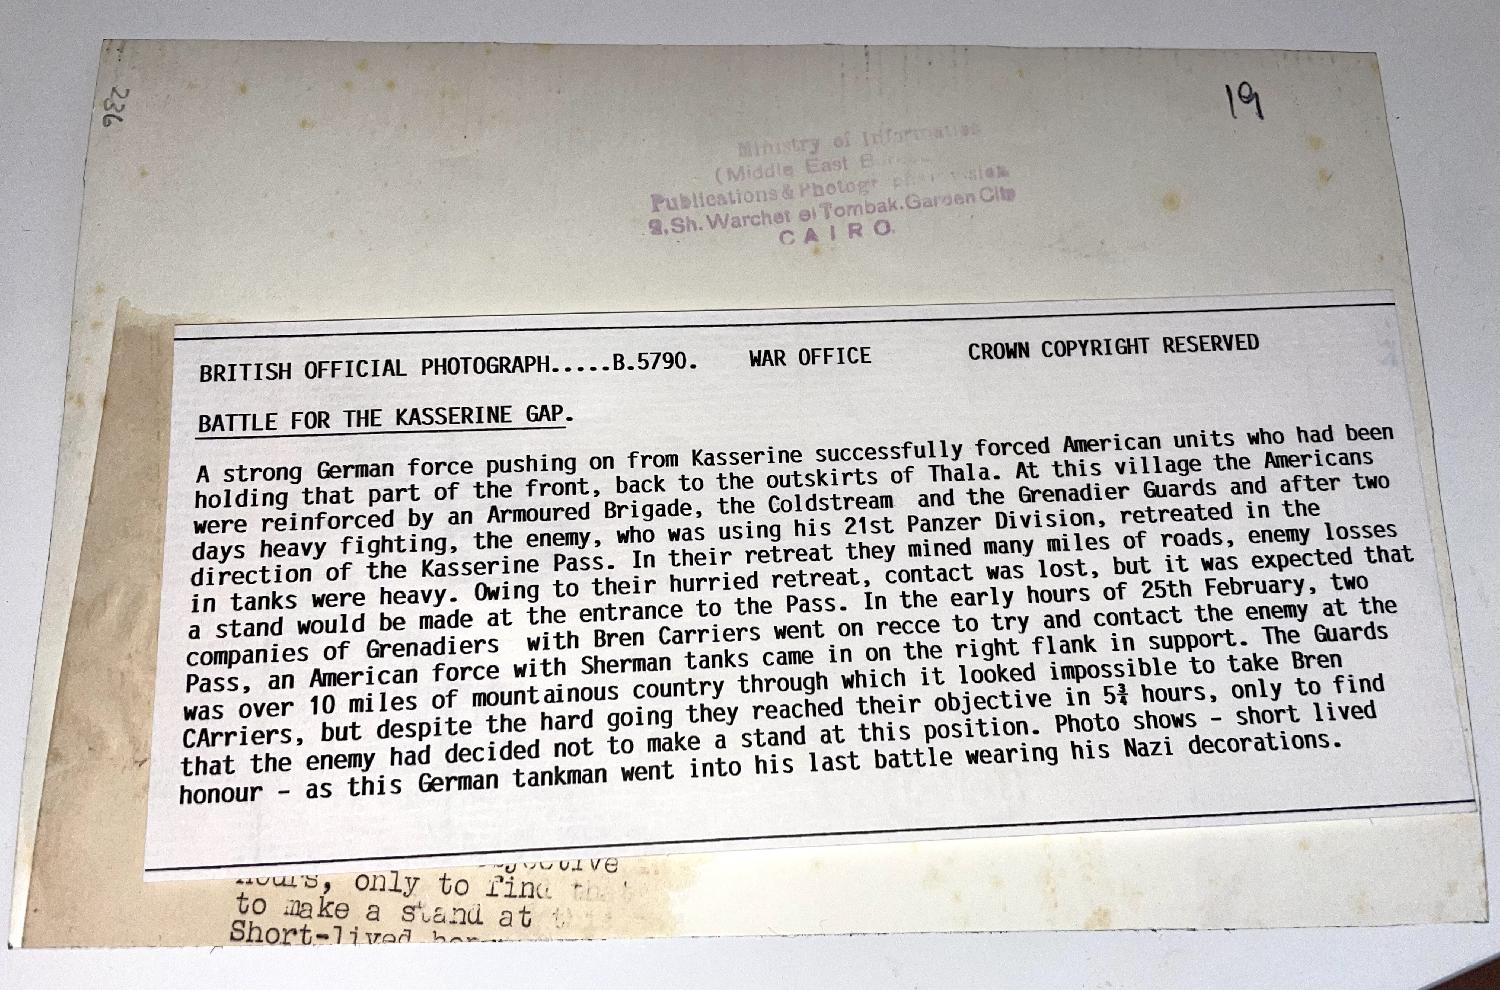 236
19
Ministry of Information
(Middle East
Publications & Photogr
2, Sh. Warchet el Tombak. Garden City
CAIRO.
BRITISH OFFICIAL PHOTOGRAPH.....B.5790. WAR OFFICE CROWN COPYRIGHT RESERVED
BATTLE FOR THE KASSERINE GAP.
A strong German force pushing on from Kasserine successfully forced American units who had been
holding that part of the front, back to the outskirts of Thala. At this village the Americans
were reinforced by an Armoured Brigade, the Coldstream and the Grenadier Guards and after two
days heavy fighting, the enemy, who was using his 21st Panzer Division, retreated in the
direction of the Kasserine Pass. In their retreat they mined many miles of roads, enemy losses
in tanks were heavy. Owing to their hurried retreat, contact was lost, but it was expected that
a stand would be made at the entrance to the Pass. In the early hours of 25th February, two
companies of Grenadiers with Bren Carriers went on recce to try and contact the enemy at the
Pass, an American force with Sherman tanks came in on the right flank in support. The Guards
was over 10 miles of mountainous country through which it looked impossible to take Bren
CArriers, but despite the hard going they reached their objective in 5¾ hours, only to find
that the enemy had decided not to make a stand at this position. Photo shows - short lived
honour - as this German tankman went into his last battle wearing his Nazi decorations.
hours, only to find
to make a stand at
Short-lived